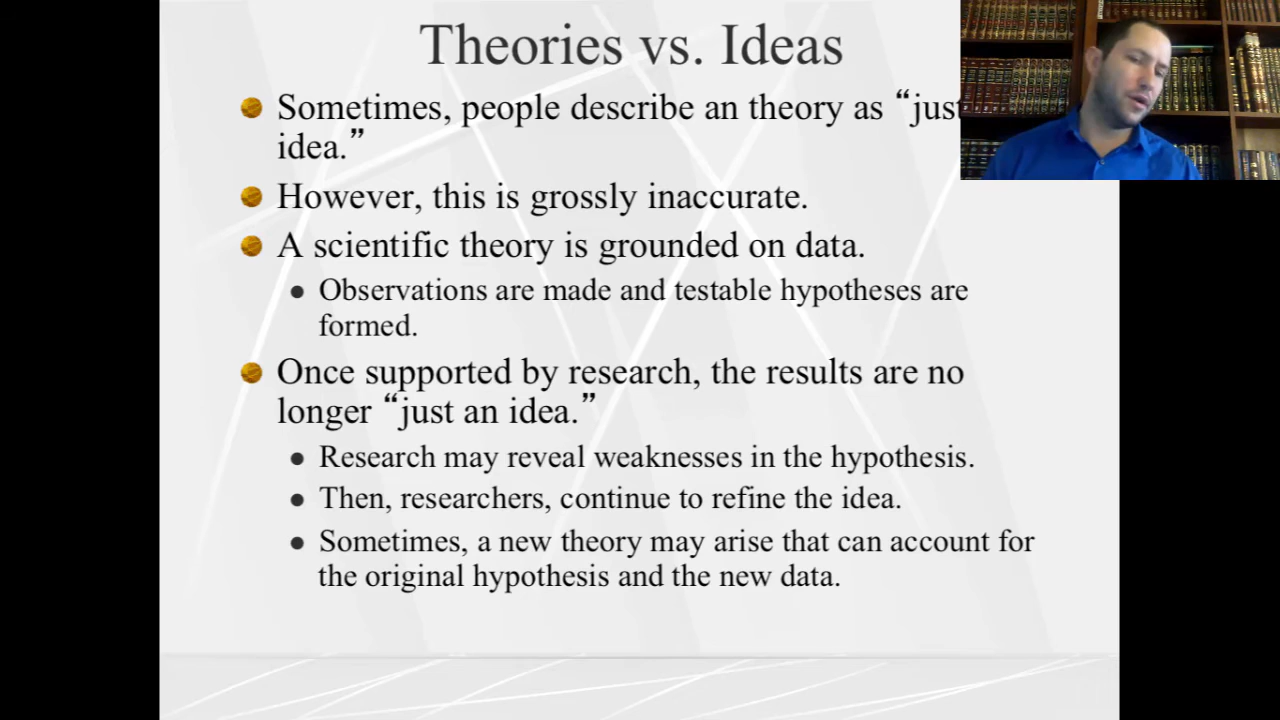 Theories vs. Ideas
Sometimes, people describe an theory as “just
idea.”
However, this is grossly inaccurate.
A scientific theory is grounded on data.
Observations are made and testable hypotheses are
formed.
Once supported by research, the results are no
longer “just an idea.”
Research may reveal weaknesses in the hypothesis.
Then, researchers, continue to refine the idea.
Sometimes, a new theory may arise that can account for
the original hypothesis and the new data.